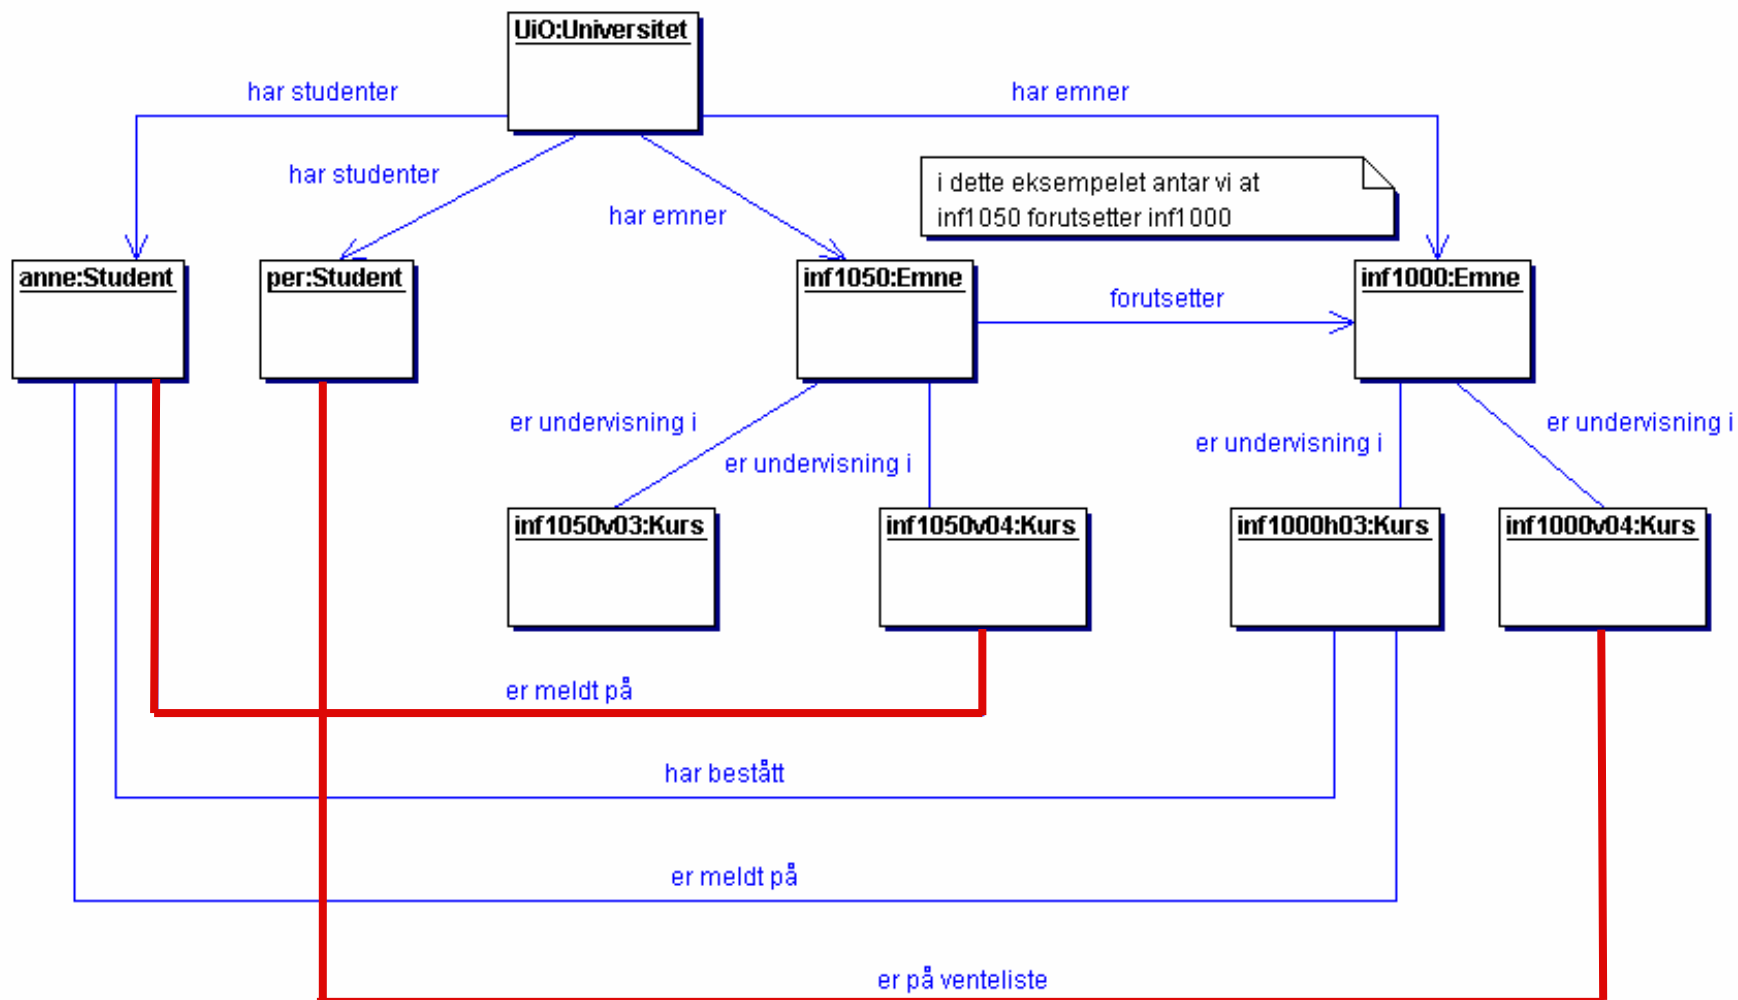 UiO:Universitet
har studenter
har emner
har studenter
har emner
i dette eksempelet antar vi at
inf1050 forutsetter inf1000
anne:Student
per:Student
inf1050:Emne
forutsetter
inf1000:Emne
er undervisning i
er undervisning i
er undervisning i
er undervisning i
inf1050v03:Kurs
inf1050v04:Kurs
inf1000h03:Kurs
inf1000v04:Kurs
er meldt på
har bestått
er meldt på
er på venteliste